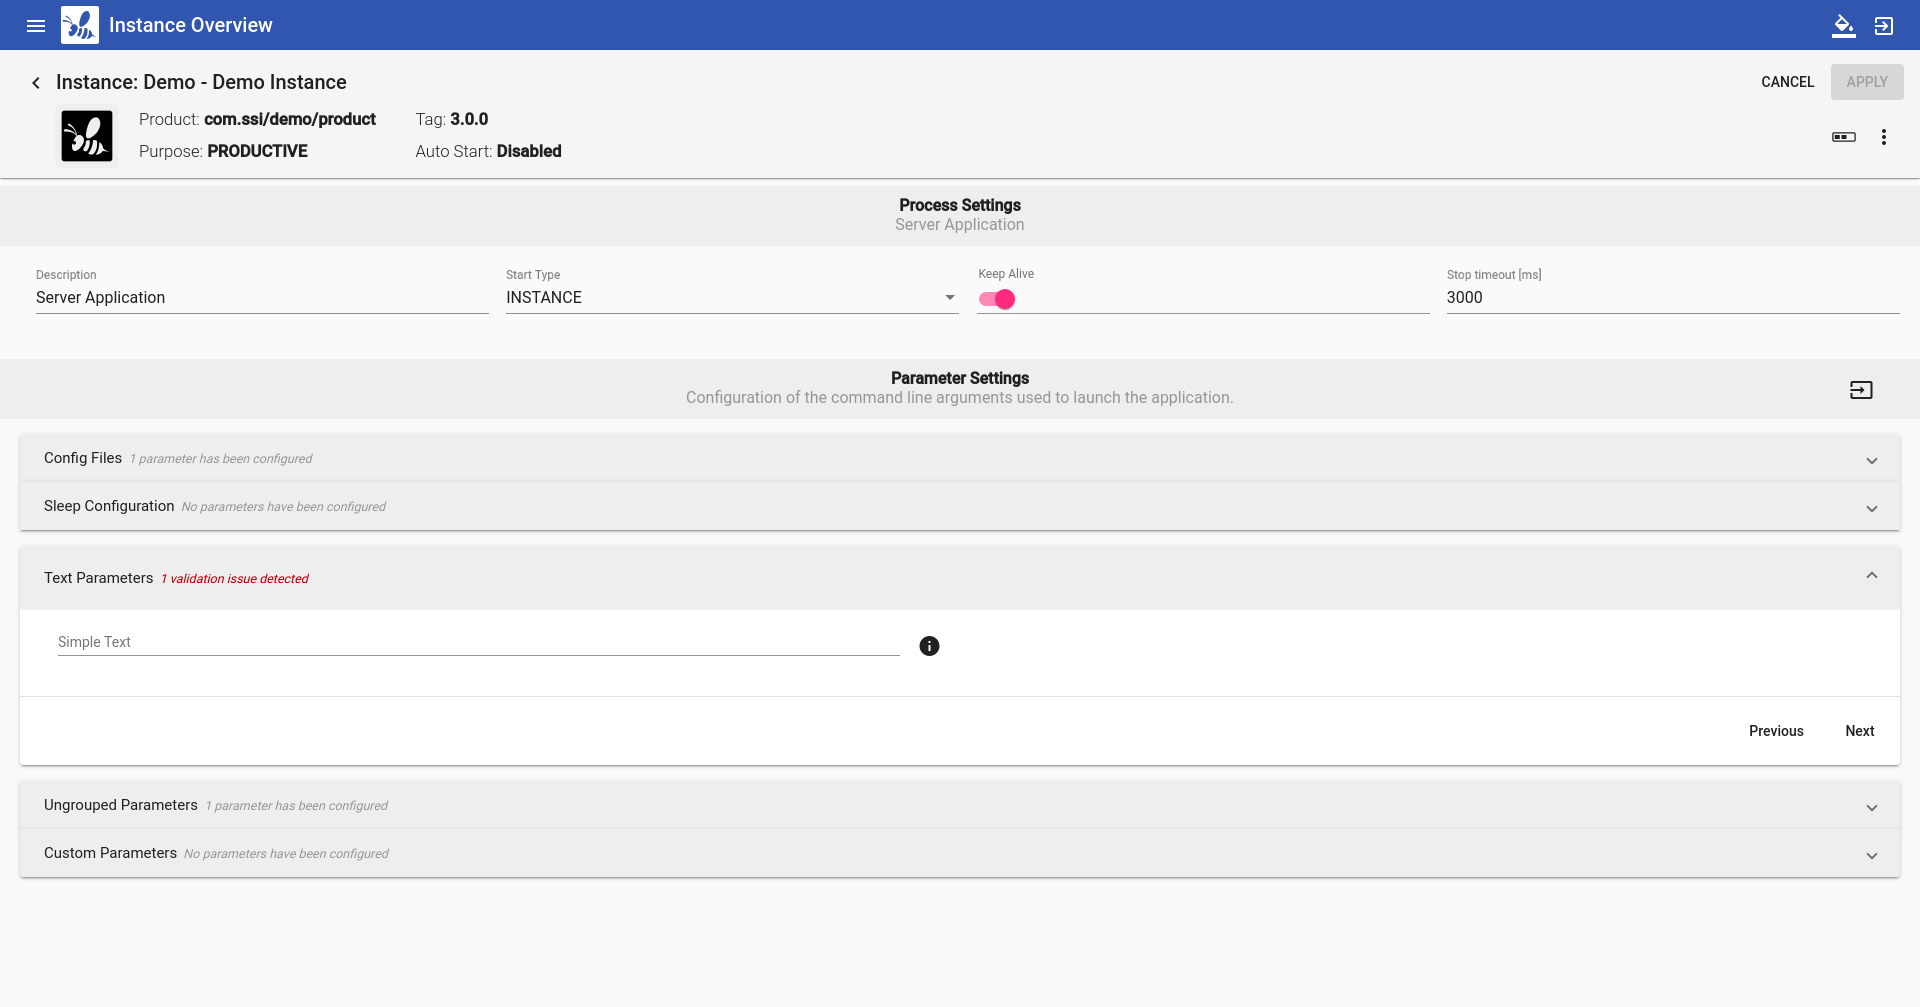 Instance Overview
Instance: Demo - Demo Instance
CANCEL
APPLY
Product: com.ssi/demo/product
Tag: 3.0.0
Purpose: PRODUCTIVE
Auto Start: Disabled
Process Settings
Server Application
Description
Start Type
Keep Alive
Stop timeout [ms]
Server Application
INSTANCE
3000
Parameter Settings
Configuration of the command line arguments used to launch the application.
Config Files 1 parameter has been configured
Sleep Configuration No parameters have been configured
Text Parameters 1 validation issue detected
Simple Text
Previous
Next
Ungrouped Parameters 1 parameter has been configured
Custom Parameters No parameters have been configured